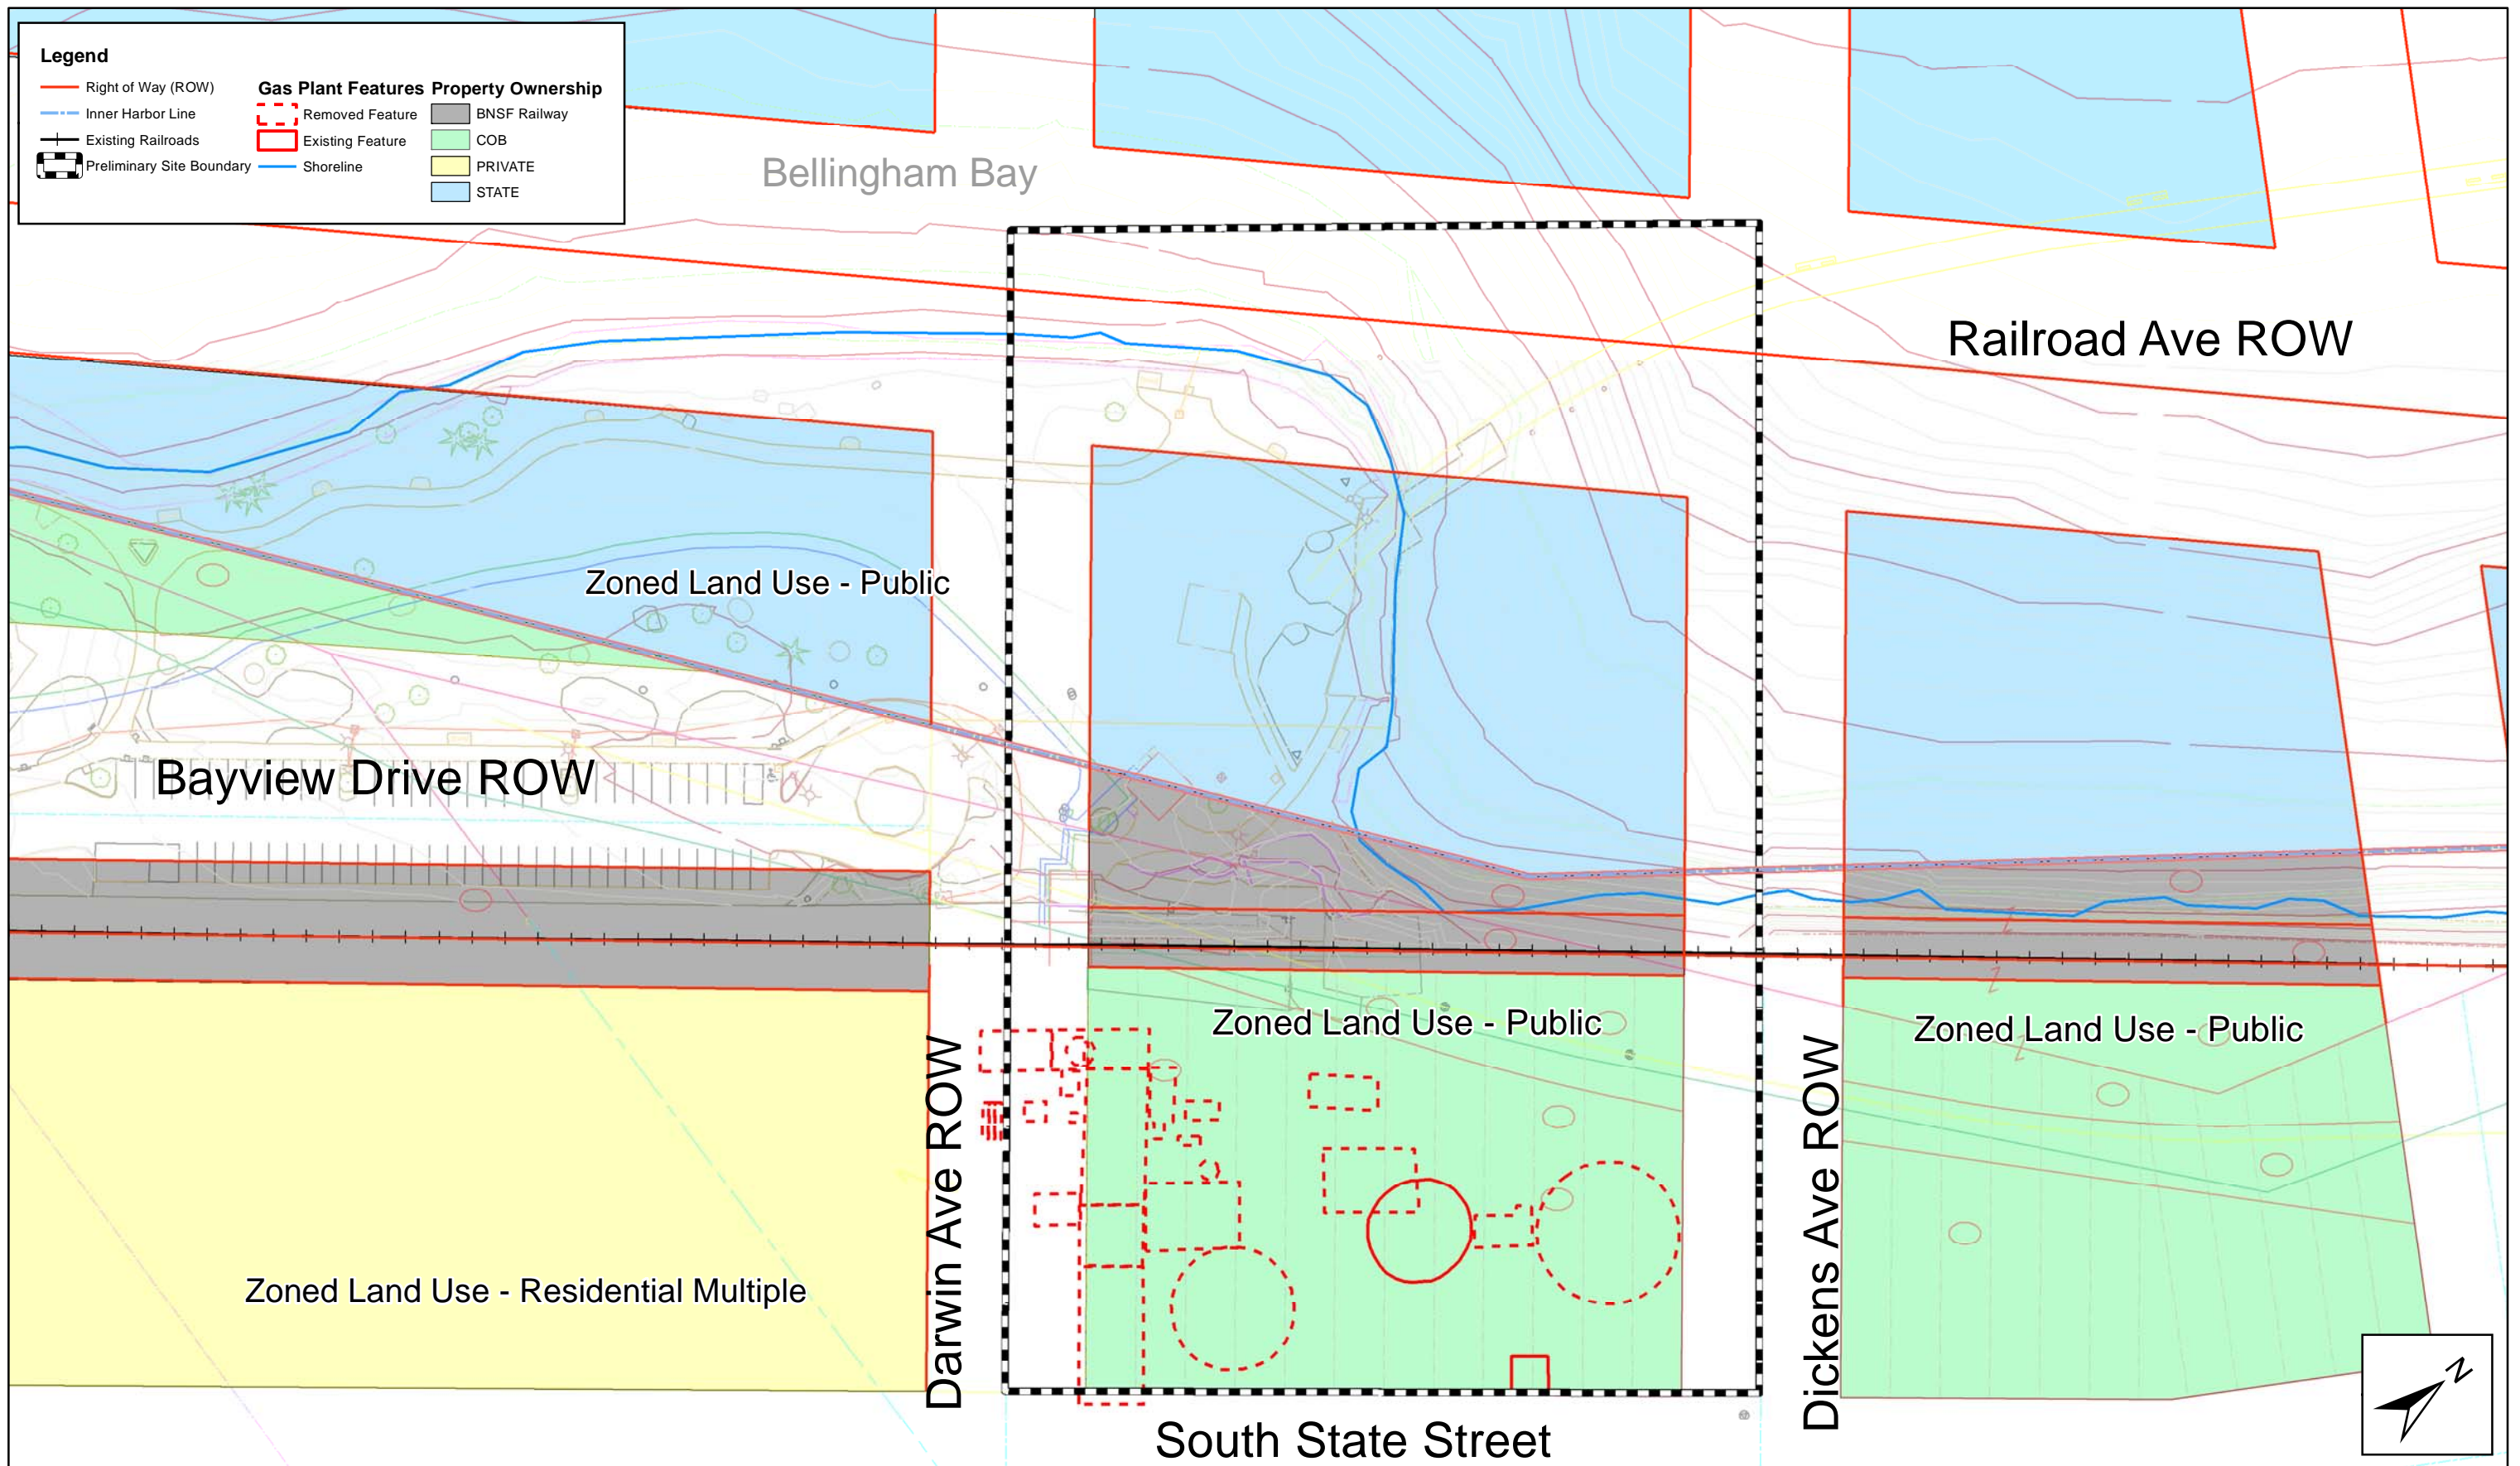 Legend
Right of Way (ROW)
Inner Harbor Line
Existing Railroads
Preliminary Site Boundary
Gas Plant Features
Removed Feature
Existing Feature
Shoreline
Property Ownership
BNSF Railway
COB
PRIVATE
STATE
Bellingham Bay
Railroad Ave ROW
Zoned Land Use - Public
Bayview Drive ROW
Zoned Land Use - Public
Zoned Land Use - Public
Darwin Ave ROW
Dickens Ave ROW
Zoned Land Use - Residential Multiple
South State Street
N